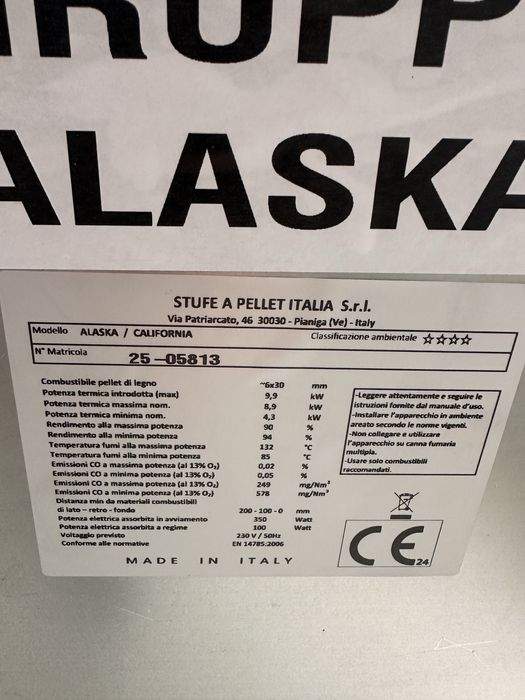 RUPP
ALASKA
STUFE A PELLET ITALIA S.r.l.
Via Patriarcato, 46 30030 - Pianiga (Ve) - Italy
Modello ALASKA / CALIFORNIA Classificazione ambientale ☆☆☆☆
N° Matricola 25-05813
Combustibile pellet di legno ~6x30 mm
Potenza termica introdotta (max) 9,9 kW
Potenza termica massima nom. 8,9 kW
Potenza termica minima nom. 4,3 kW
Rendimento alla massima potenza 90 %
Rendimento alla minima potenza 94 %
Temperatura fumi alla massima potenza 132 °C
Temperatura fumi alla minima potenza 85 °C
Emissioni CO a massima potenza (al 13% O₂) 0,02 %
Emissioni CO a minima potenza (al 13% O₂) 0,05 %
Emissioni CO a massima potenza (al 13% O₂) 249 mg/Nm³
Emissioni CO a minima potenza (al 13% O₂) 578 mg/Nm³
Distanza min da materiali combustibili
di lato - retro - fondo 200 - 100 - 0 mm
Potenza elettrica assorbita in avviamento 350 Watt
Potenza elettrica assorbita a regime 100 Watt
Voltaggio previsto 230 V / 50Hz
Conforme alle normative EN 14785:2006
-Leggere attentamente e seguire le
istruzioni fornite dal manuale d'uso.
-Installare l'apparecchio in ambiente
areato secondo le norme vigenti.
-Non collegare e utilizzare
l'apparecchio su canna fumaria
multipla.
-Usare solo combustibili
raccomandati.
CE 24
MADE IN ITALY